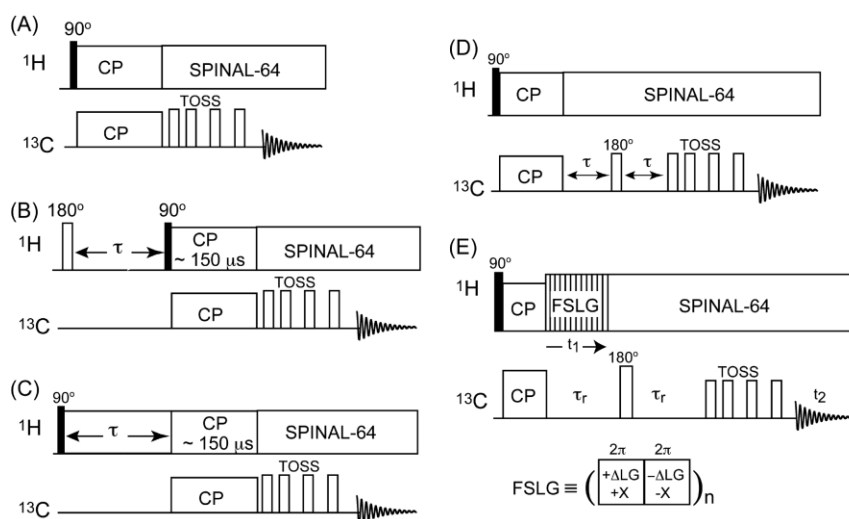 (A)
90°
¹H
CP
SPINAL-64
TOSS
¹³C
CP
(B)
180°
90°
¹H
τ
CP
~ 150 μs
SPINAL-64
TOSS
¹³C
CP
(C)
90°
¹H
τ
CP
~ 150 μs
SPINAL-64
TOSS
¹³C
CP
(D)
90°
¹H
CP
SPINAL-64
180°
TOSS
¹³C
CP
τ
τ
(E)
90°
¹H
CP
FSLG
SPINAL-64
t₁
180°
TOSS
¹³C
CP
τᵣ
τᵣ
t₂
2π 2π
FSLG ≡ ( +ΔLG −ΔLG )n
+X -X